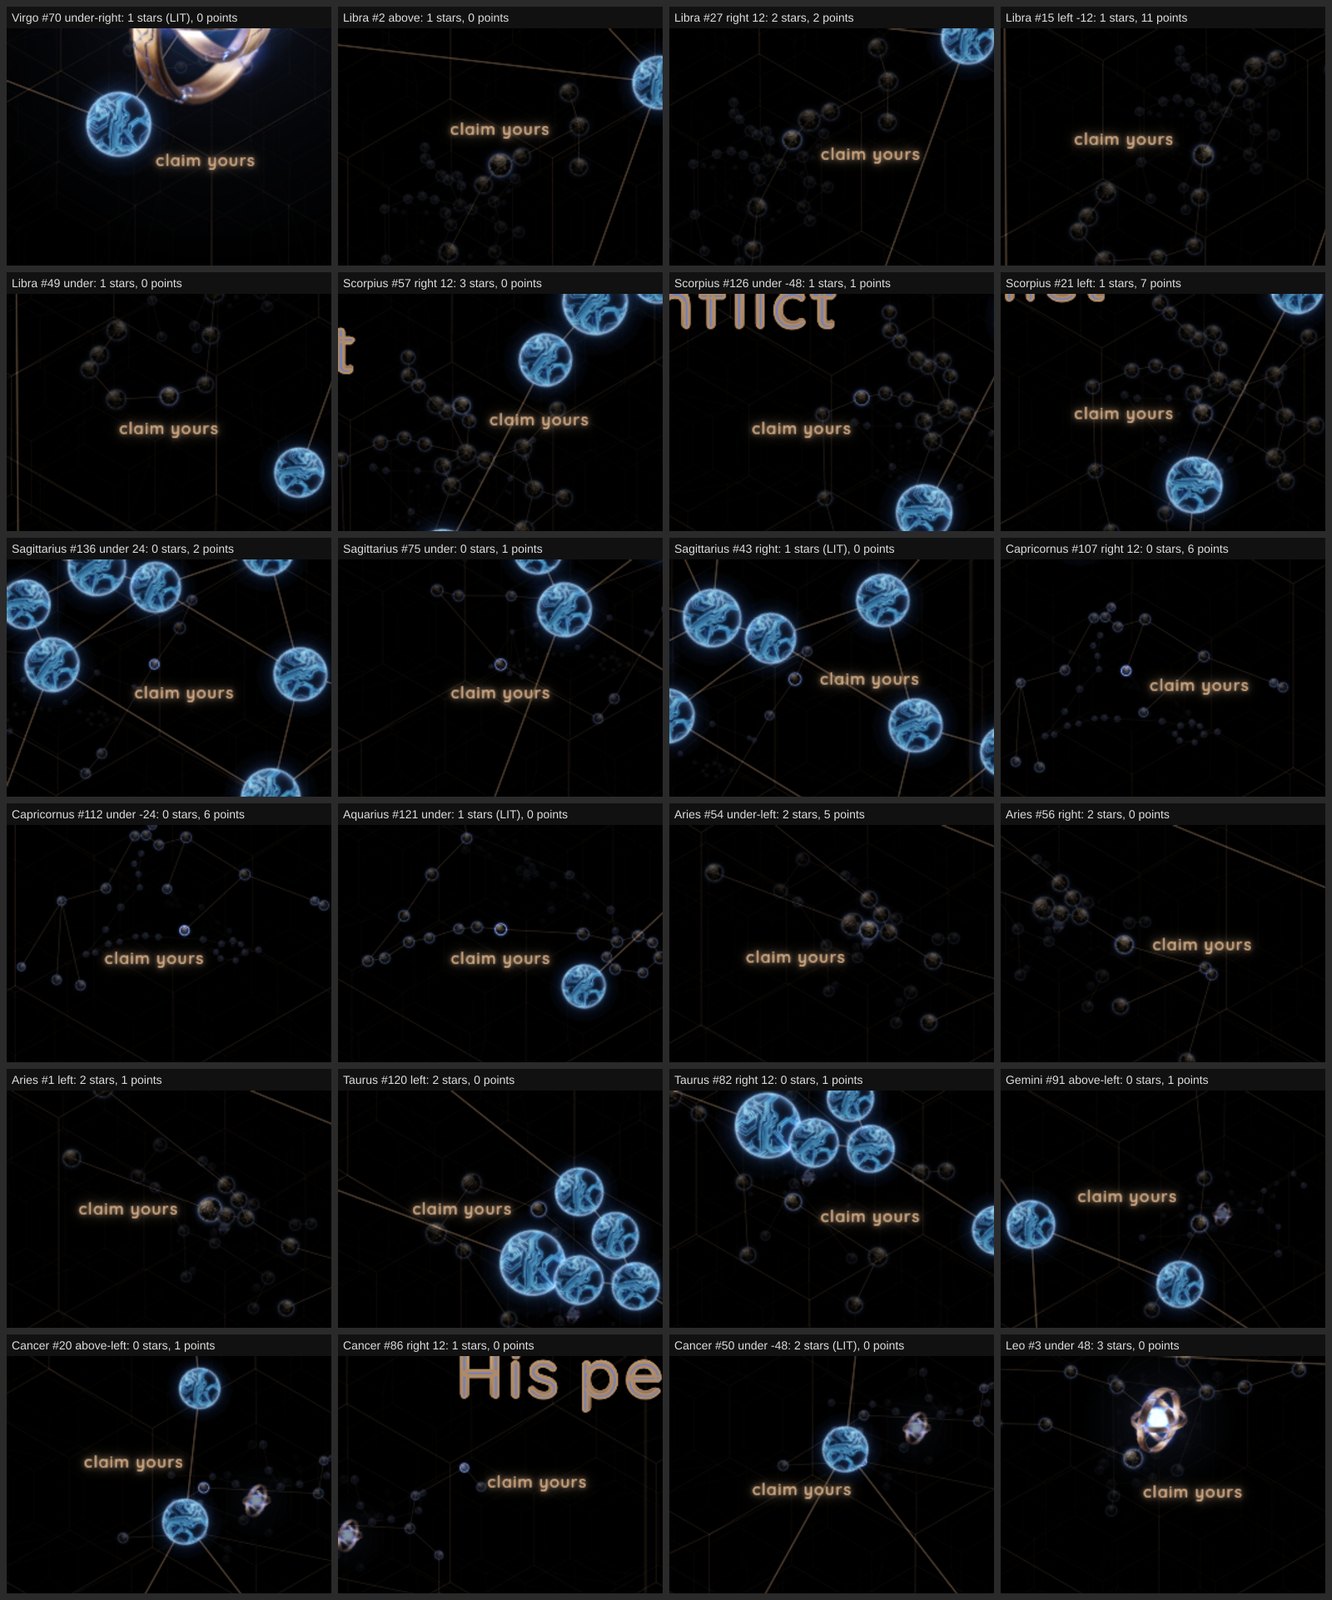 Virgo #70 under-right: 1 stars (LIT), 0 points
Libra #2 above: 1 stars, 0 points
Libra #27 right 12: 2 stars, 2 points
Libra #15 left -12: 1 stars, 11 points
claim yours
claim yours
claim yours
claim yours
Libra #49 under: 1 stars, 0 points
Scorpius #57 right 12: 3 stars, 0 points
Scorpius #126 under -48: 1 stars, 1 points
Scorpius #21 left: 1 stars, 7 points
t
nflict
claim yours
claim yours
claim yours
claim yours
Sagittarius #136 under 24: 0 stars, 2 points
Sagittarius #75 under: 0 stars, 1 points
Sagittarius #43 right: 1 stars (LIT), 0 points
Capricornus #107 right 12: 0 stars, 6 points
claim yours
claim yours
claim yours
claim yours
Capricornus #112 under -24: 0 stars, 6 points
Aquarius #121 under: 1 stars (LIT), 0 points
Aries #54 under-left: 2 stars, 5 points
Aries #56 right: 2 stars, 0 points
claim yours
claim yours
claim yours
claim yours
Aries #1 left: 2 stars, 1 points
Taurus #120 left: 2 stars, 0 points
Taurus #82 right 12: 0 stars, 1 points
Gemini #91 above-left: 0 stars, 1 points
claim yours
claim yours
claim yours
claim yours
Cancer #20 above-left: 0 stars, 1 points
Cancer #86 right 12: 1 stars, 0 points
Cancer #50 under -48: 2 stars (LIT), 0 points
Leo #3 under 48: 3 stars, 0 points
His pe
claim yours
claim yours
claim yours
claim yours